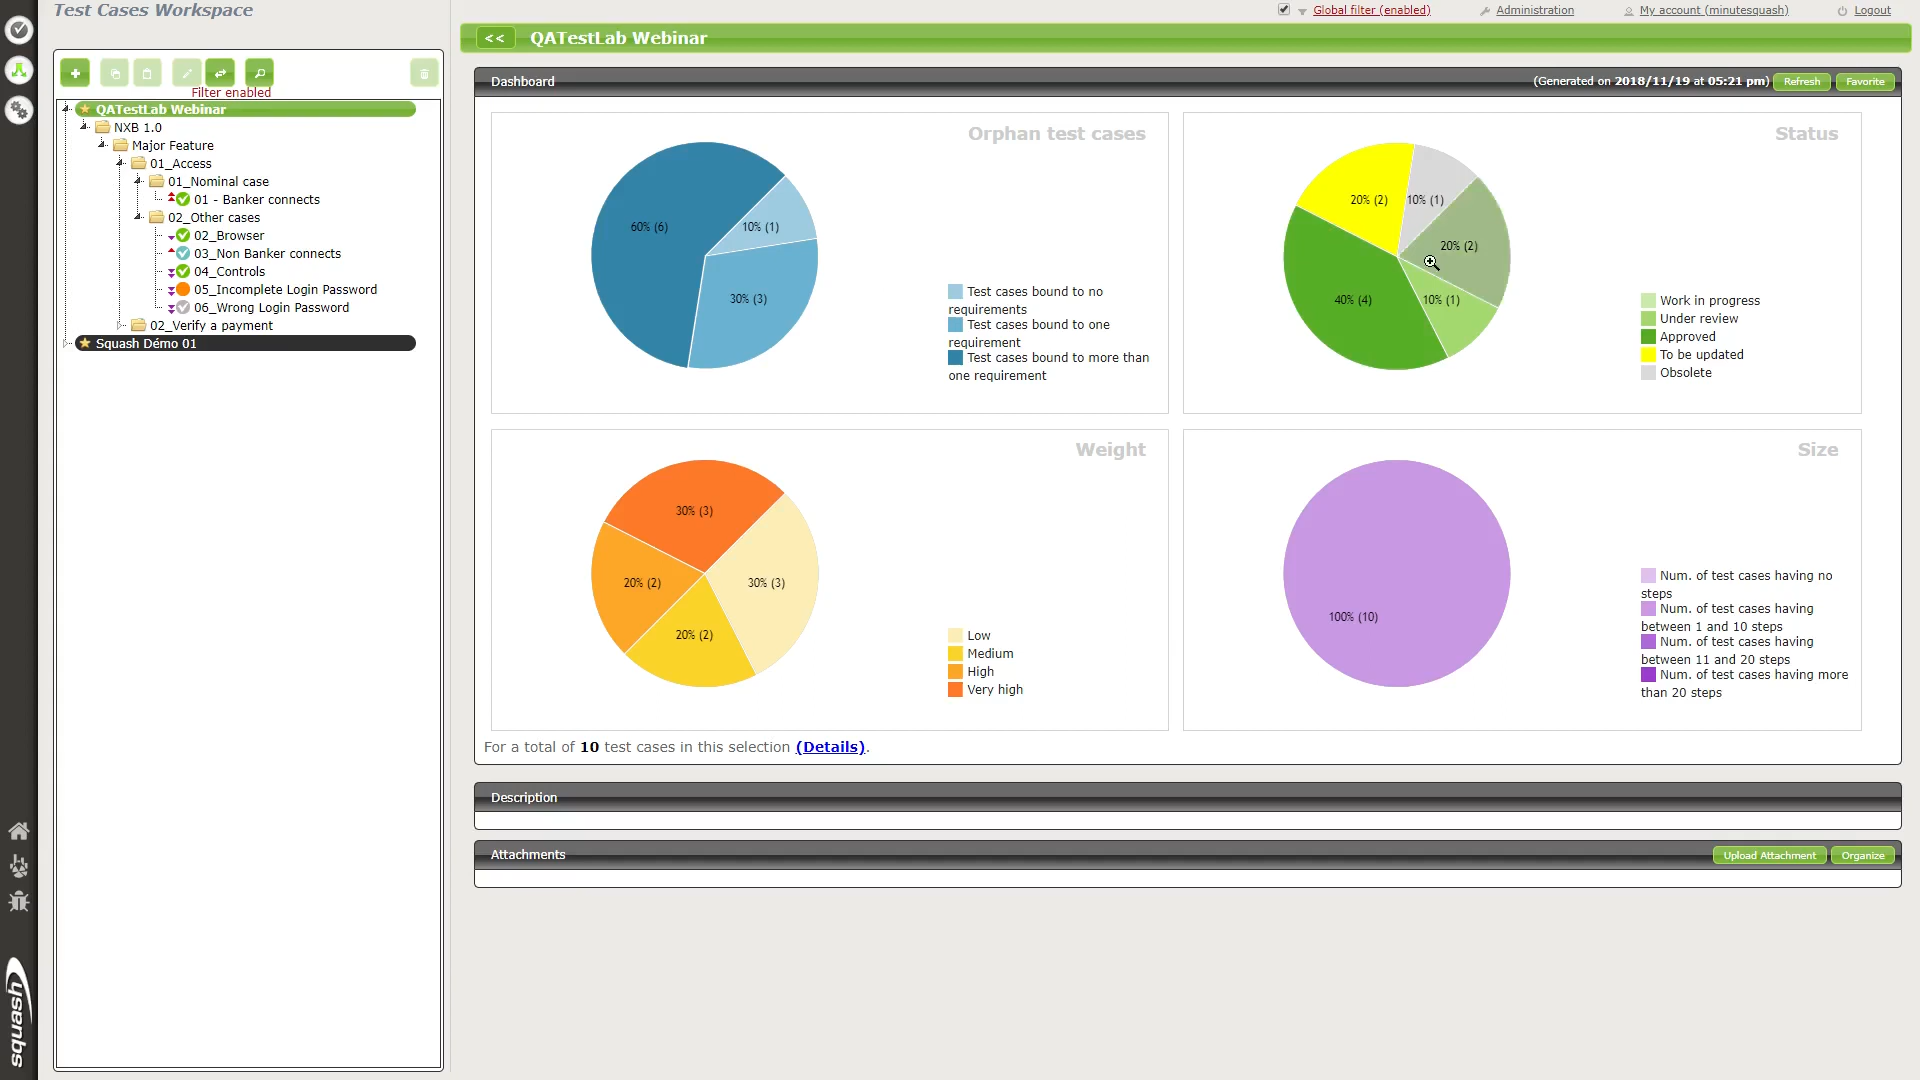 Test Cases Workspace
Global filter (enabled)
Administration
My account (minutesquash)
Logout
<<
QATestLab Webinar
Filter enabled
QATestLab Webinar
NXB 1.0
Major Feature
01_Access
01_Nominal case
01 - Banker connects
02_Other cases
02_Browser
03_Non Banker connects
04_Controls
05_Incomplete Login Password
06_Wrong Login Password
02_Verify a payment
Squash Démo 01
Dashboard
(Generated on 2018/11/19 at 05:21 pm)
Refresh
Favorite
Orphan test cases
60% (6)
10% (1)
30% (3)
Test cases bound to no
requirements
Test cases bound to one
requirement
Test cases bound to more than
one requirement
Status
20% (2)
10% (1)
20% (2)
40% (4)
10% (1)
Work in progress
Under review
Approved
To be updated
Obsolete
Weight
30% (3)
20% (2)
30% (3)
20% (2)
Low
Medium
High
Very high
Size
100% (10)
Num. of test cases having no
steps
Num. of test cases having
between 1 and 10 steps
Num. of test cases having
between 11 and 20 steps
Num. of test cases having more
than 20 steps
For a total of 10 test cases in this selection (Details).
Description
Attachments
Upload Attachment
Organize
squash